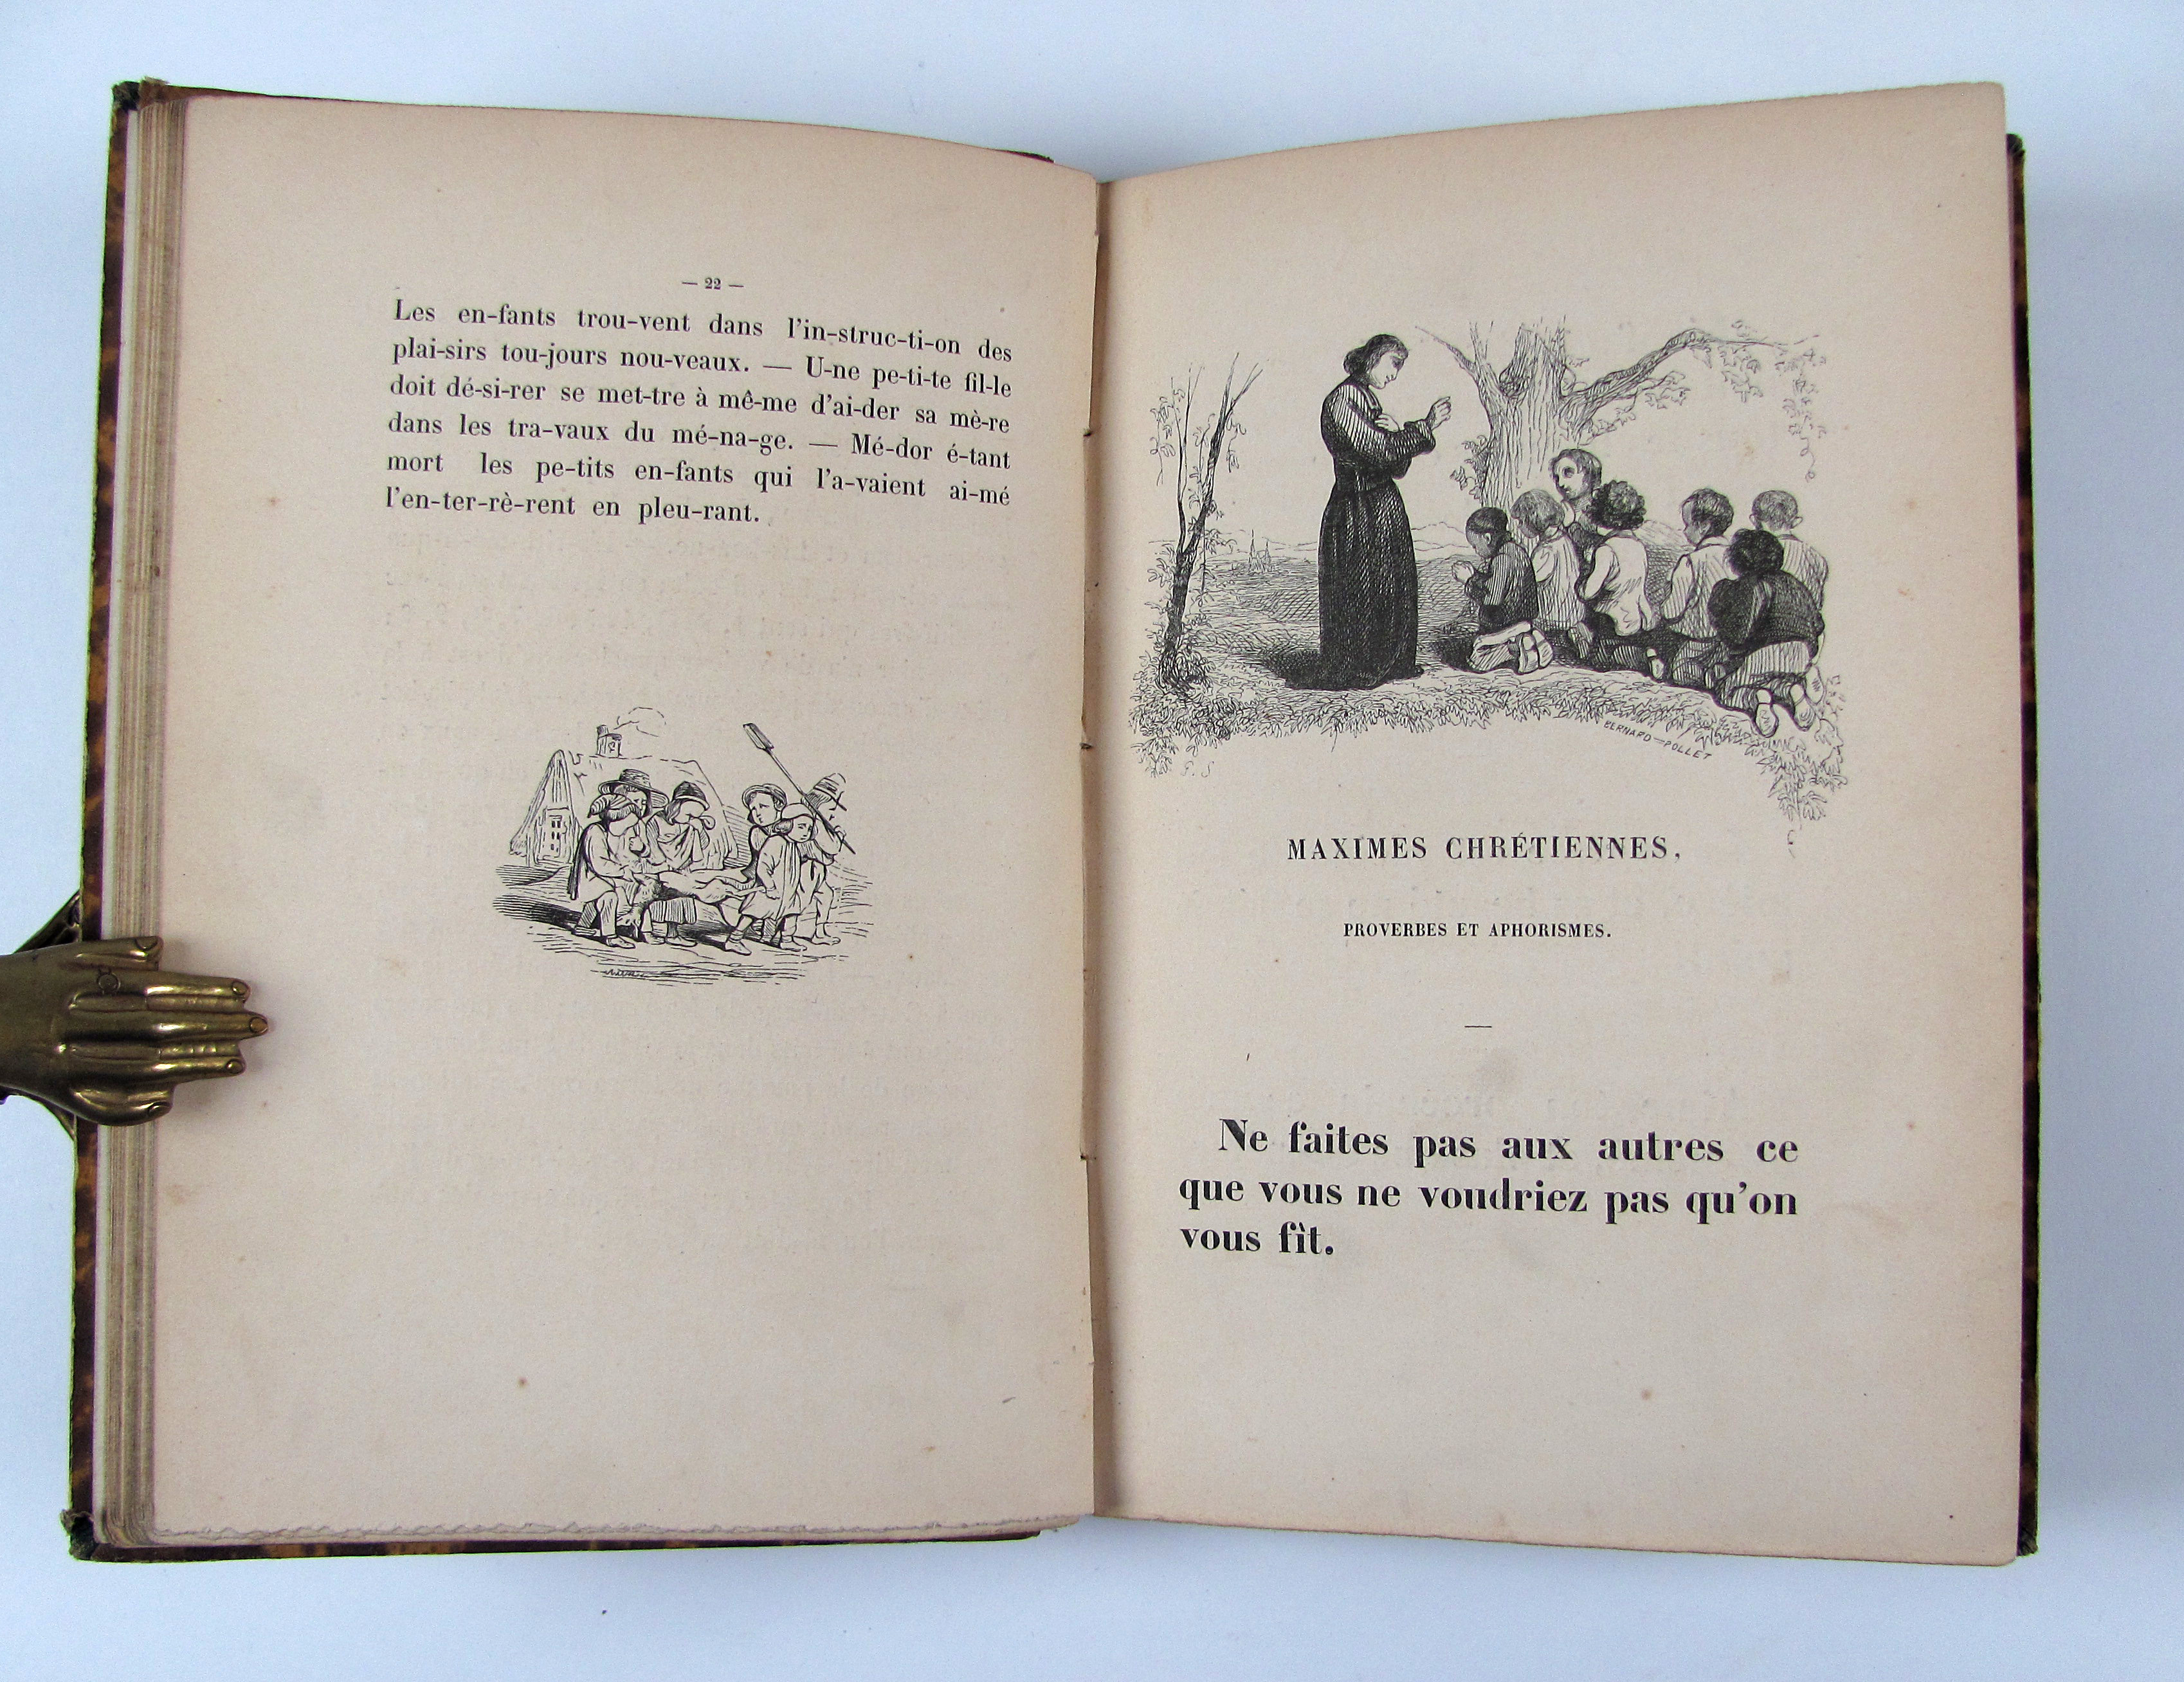 — 22 —
Les en-fants trou-vent dans l'in-struc-ti-on des
plai-sirs tou-jours nou-veaux. — U-ne pe-ti-te fil-le
doit dé-si-rer se met-tre à mê-me d'ai-der sa mè-re
dans les tra-vaux du mé-na-ge. — Mé-dor é-tant
mort les pe-tits en-fants qui l'a-vaient ai-mé
l'en-ter-rè-rent en pleu-rant.
BERNARD—POLLET
G. S
MAXIMES CHRÉTIENNES,
PROVERBES ET APHORISMES.
—
Ne faites pas aux autres ce
que vous ne voudriez pas qu'on
vous fît.